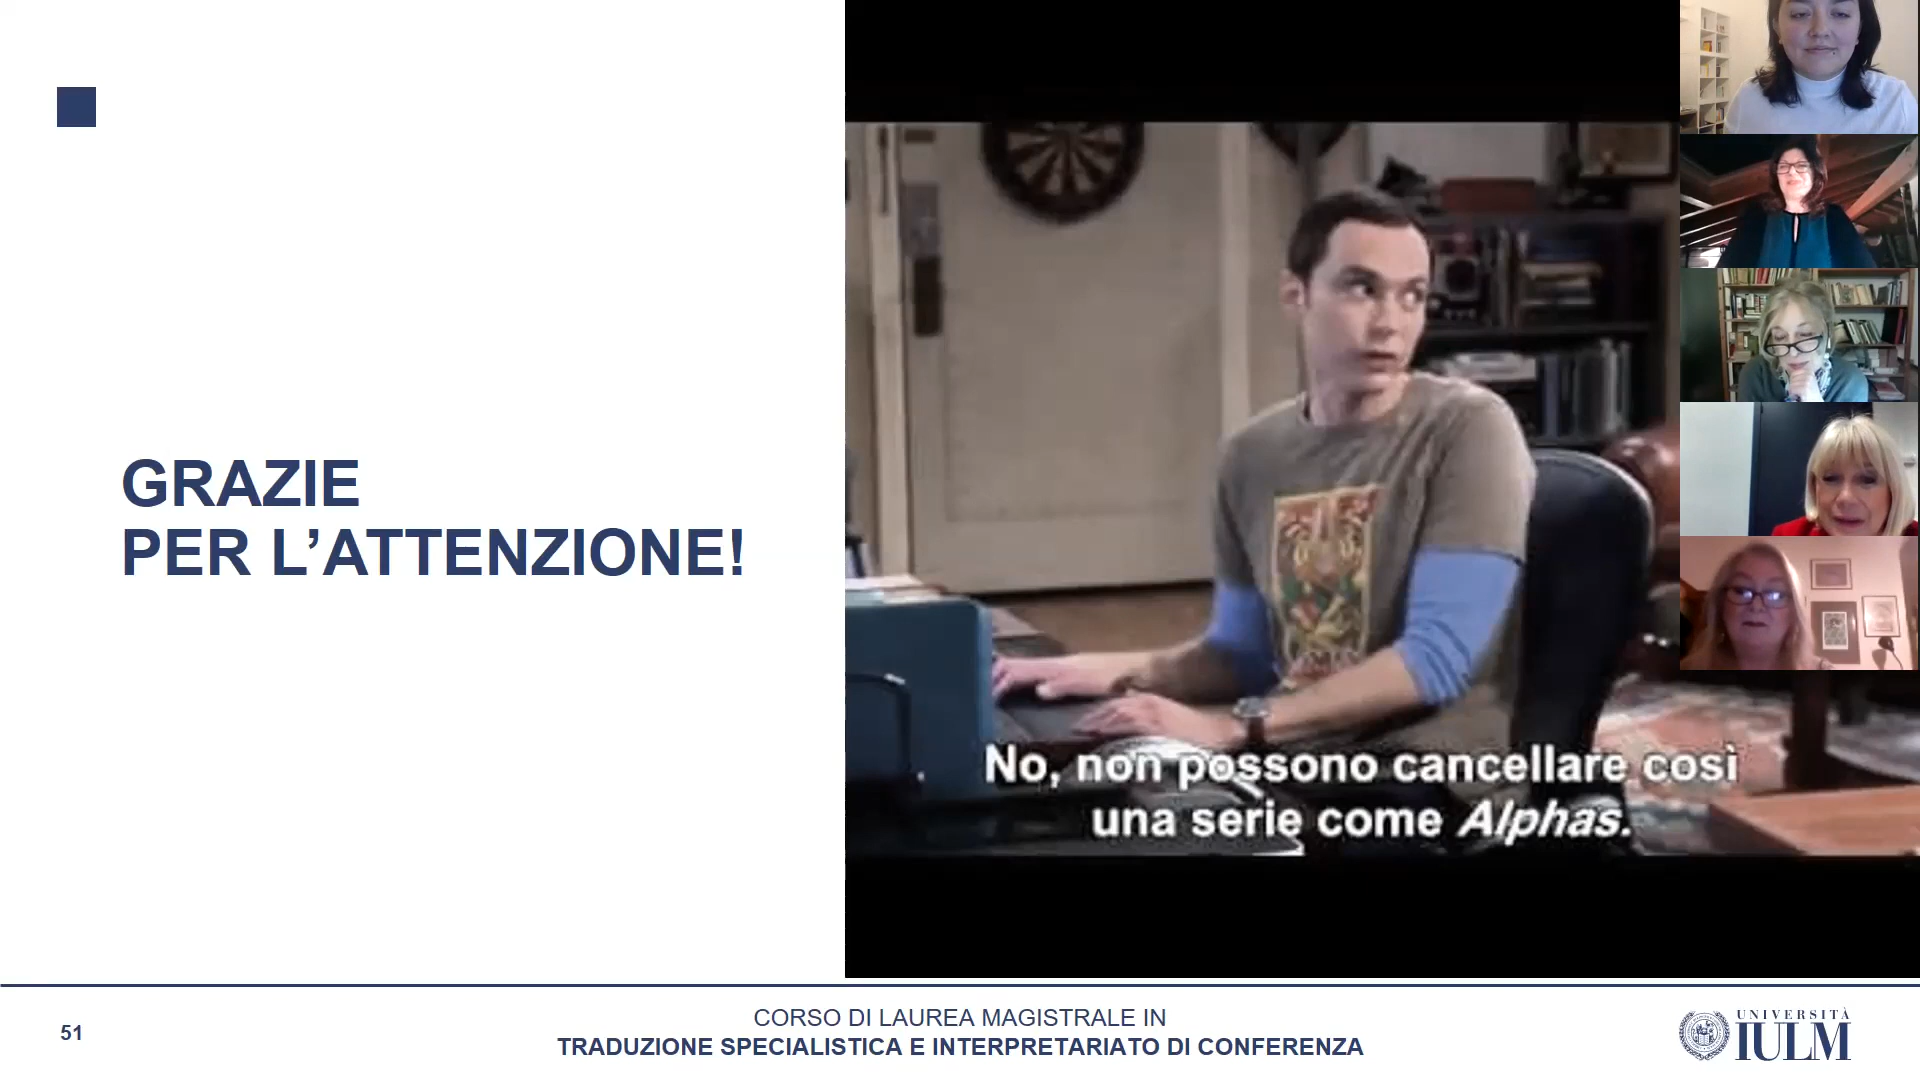 GRAZIE
PER L’ATTENZIONE!
No, non possono cancellare così
una serie come Alphas.
51
CORSO DI LAUREA MAGISTRALE IN
TRADUZIONE SPECIALISTICA E INTERPRETARIATO DI CONFERENZA
UNIVERSITÀ
IULM